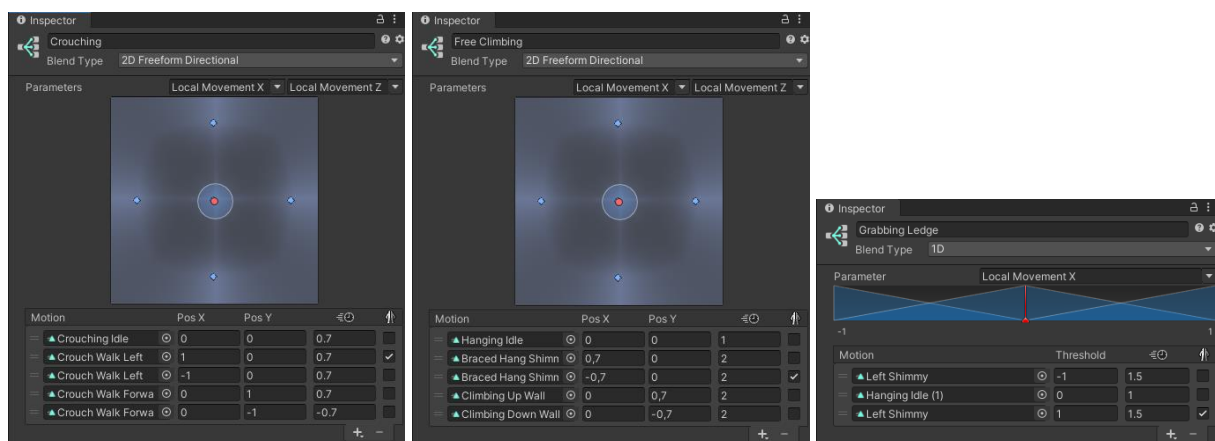 Inspector
Crouching
Blend Type 2D Freeform Directional
Parameters Local Movement X Local Movement Z
Motion Pos X Pos Y
Crouching Idle 0 0 0.7
Crouch Walk Left 1 0 0.7
Crouch Walk Left -1 0 0.7
Crouch Walk Forwa 0 1 0.7
Crouch Walk Forwa 0 -1 -0.7
Inspector
Free Climbing
Blend Type 2D Freeform Directional
Parameters Local Movement X Local Movement Z
Motion Pos X Pos Y
Hanging Idle 0 0 1
Braced Hang Shimn 0,7 0 2
Braced Hang Shimn -0,7 0 2
Climbing Up Wall 0 0,7 2
Climbing Down Wall 0 -0,7 2
Inspector
Grabbing Ledge
Blend Type 1D
Parameter Local Movement X
-1 1
Motion Threshold
Left Shimmy -1 1.5
Hanging Idle (1) 0 1
Left Shimmy 1 1.5